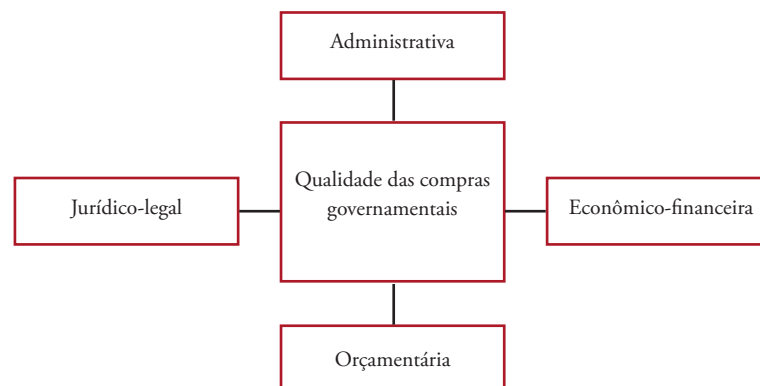 Administrativa
Jurídico-legal
Qualidade das compras
governamentais
Econômico-financeira
Orçamentária